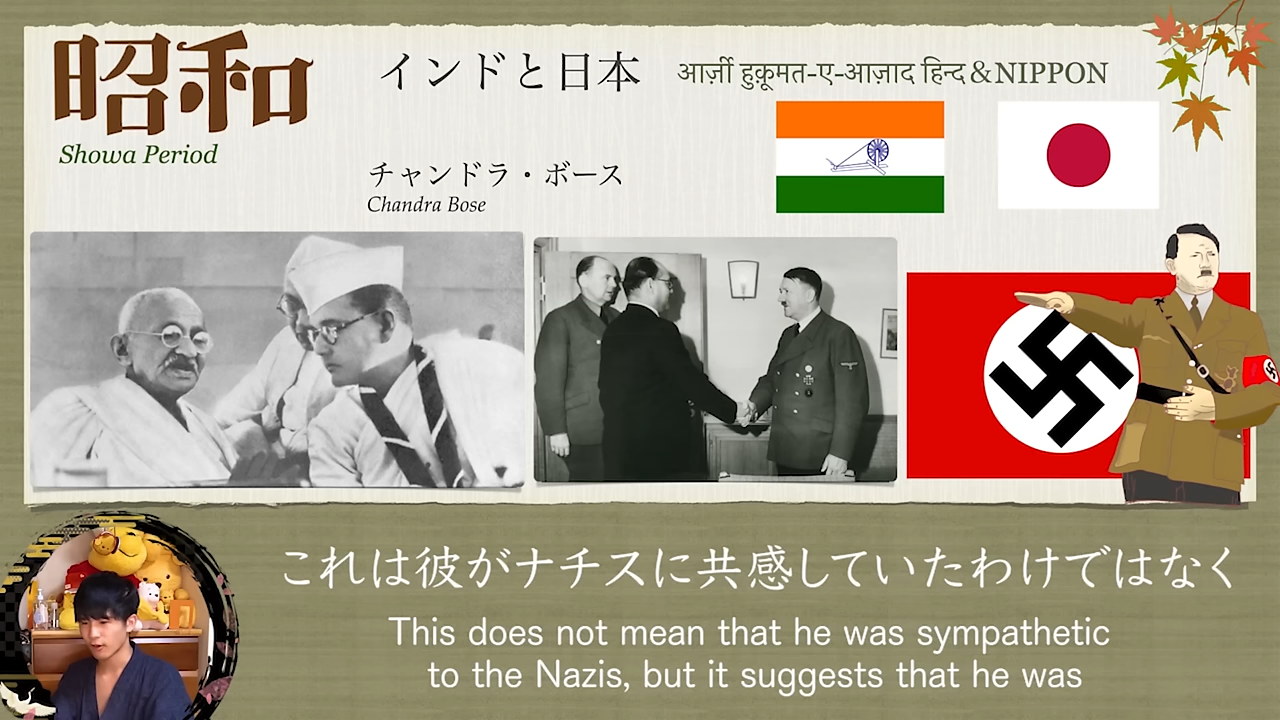 昭和
Showa Period
インドと日本
आर्ज़ी हुक़ूमत-ए-आज़ाद हिन्द&NIPPON
チャンドラ・ボース
Chandra Bose
これは彼がナチスに共感していたわけではなく
This does not mean that he was sympathetic
to the Nazis, but it suggests that he was